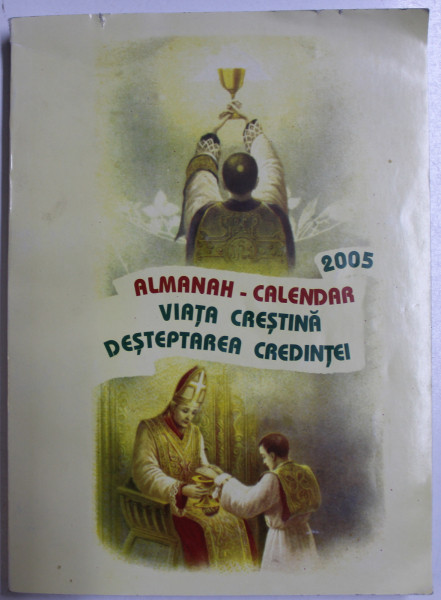 2005
ALMANAH - CALENDAR
VIAȚA CREȘTINĂ
DEȘTEPTAREA CREDINȚEI